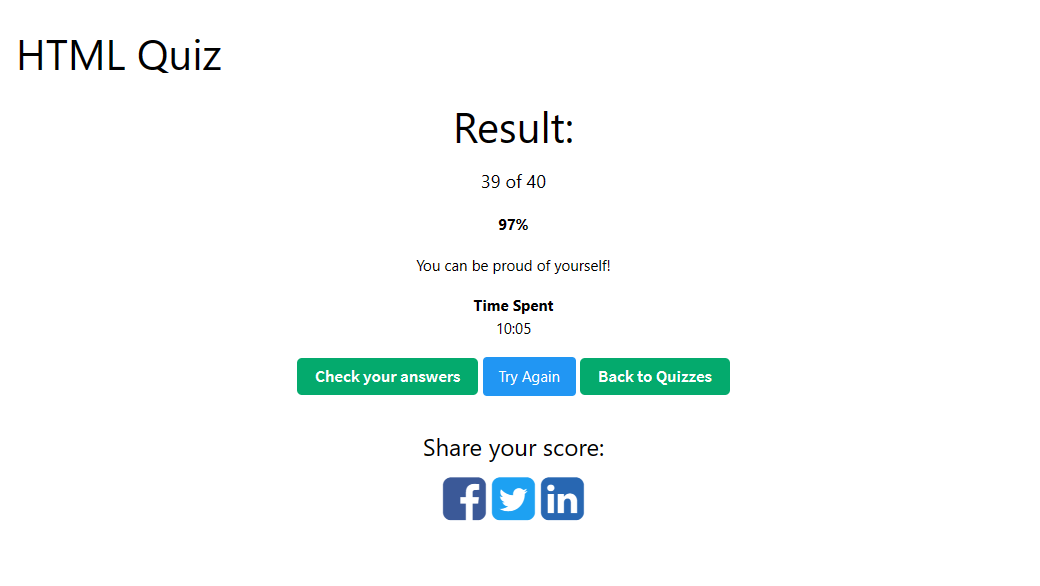 HTML Quiz
Result:
39 of 40
97%
You can be proud of yourself!
Time Spent
10:05
Check your answers Try Again Back to Quizzes
Share your score: